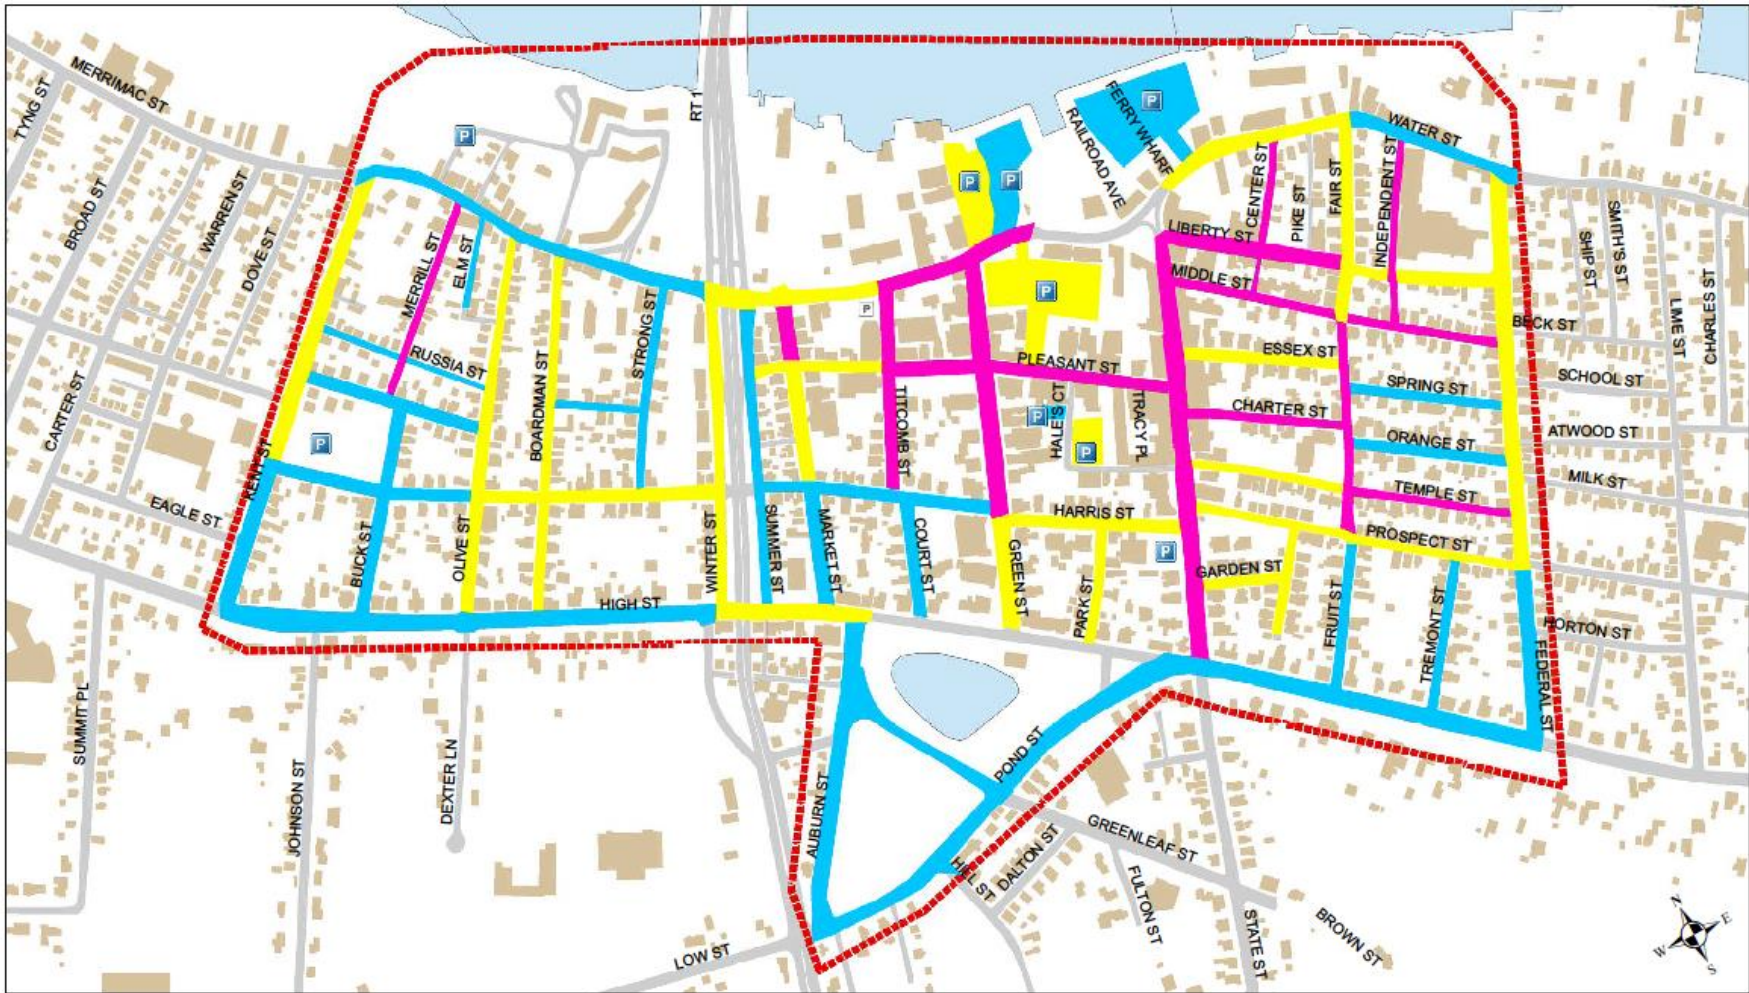 MERRIMAC ST
TYNG ST
BROAD ST
WARREN ST
DOVE ST
CARTER ST
EAGLE ST
KENT ST
SUMMIT PL
JOHNSON ST
DEXTER LN
P
P
MERRILL ST
ELM ST
RUSSIA ST
BUCK ST
OLIVE ST
BOARDMAN ST
STRONG ST
HIGH ST
RT 1
WINTER ST
SUMMER ST
MARKET ST
COURT ST
TITCOMB ST
P
P
P
P
P
P
P
P
PLEASANT ST
HALE'S CT
TRACY PL
GREEN ST
HARRIS ST
PARK ST
RAILROAD AVE
FERRY WHARF
WATER ST
CENTER ST
PIKE ST
FAIR ST
INDEPENDENT ST
LIBERTY ST
MIDDLE ST
ESSEX ST
CHARTER ST
SPRING ST
ORANGE ST
TEMPLE ST
PROSPECT ST
GARDEN ST
FRUIT ST
TREMONT ST
FEDERAL ST
BECK ST
SCHOOL ST
ATWOOD ST
MILK ST
HORTON ST
SHIP ST
SMITH'S ST
LIME ST
CHARLES ST
AUBURN ST
POND ST
HILL ST
DALTON ST
GREENLEAF ST
FULTON ST
STATE ST
BROWN ST
LOW ST
N
E
S
W